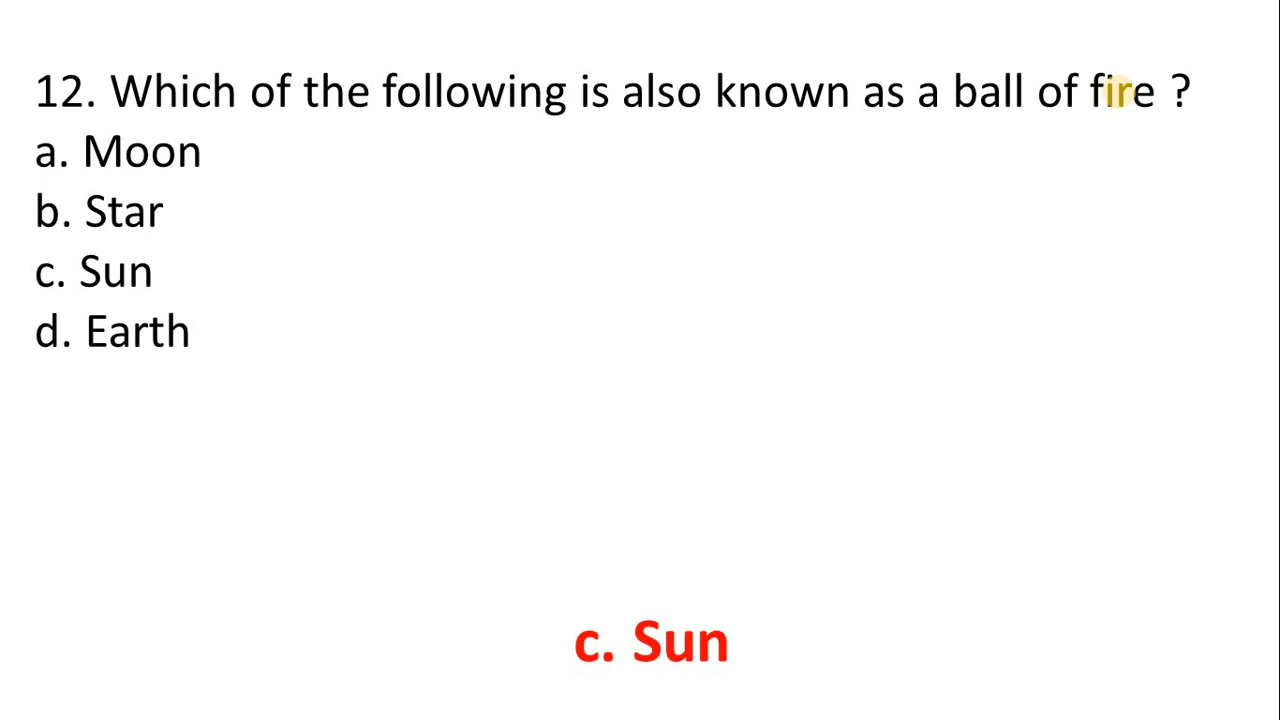 12. Which of the following is also known as a ball of fire ?
a. Moon
b. Star
c. Sun
d. Earth
c. Sun